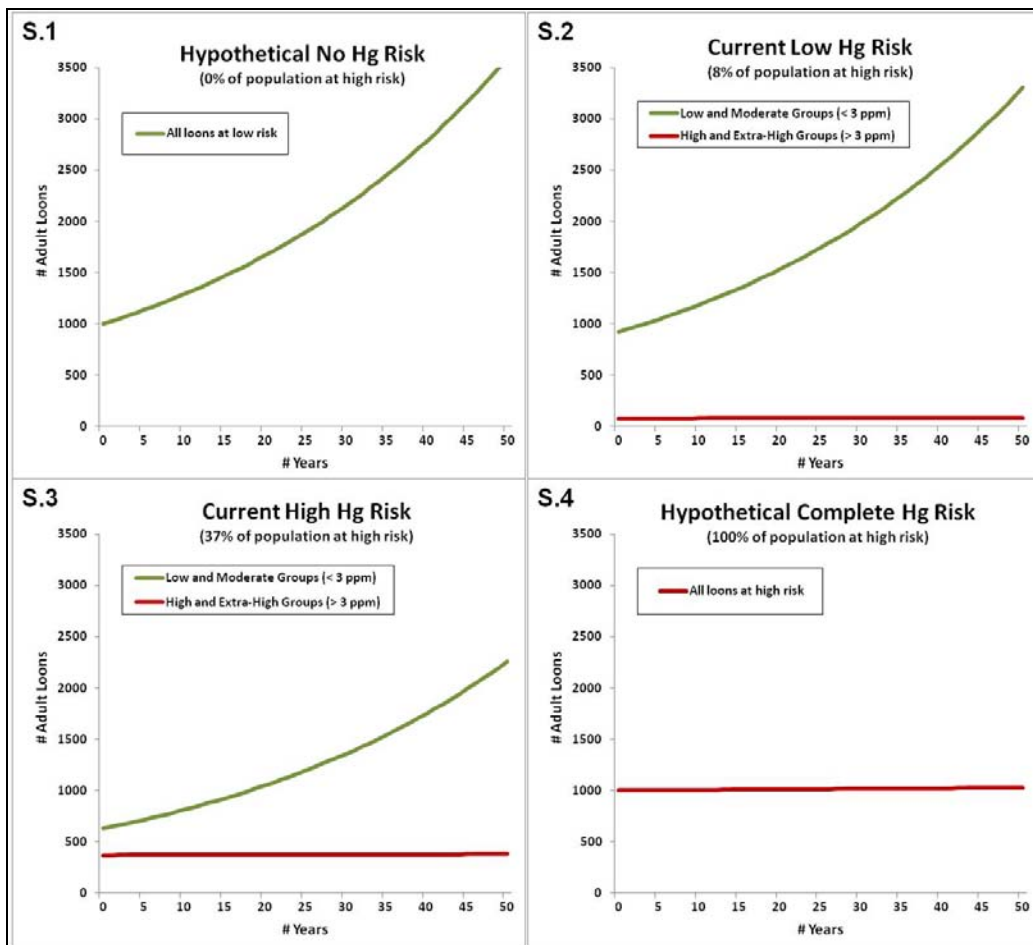 S.1
Hypothetical No Hg Risk
(0% of population at high risk)
3500
3000
2500
2000
1500
1000
500
0
# Adult Loons
All loons at low risk
0 5 10 15 20 25 30 35 40 45 50
# Years
S.2
Current Low Hg Risk
(8% of population at high risk)
3500
3000
2500
2000
1500
1000
500
0
# Adult Loons
Low and Moderate Groups (< 3 ppm)
High and Extra-High Groups (> 3 ppm)
0 5 10 15 20 25 30 35 40 45 50
# Years
S.3
Current High Hg Risk
(37% of population at high risk)
3500
3000
2500
2000
1500
1000
500
0
# Adult Loons
Low and Moderate Groups (< 3 ppm)
High and Extra-High Groups (> 3 ppm)
0 5 10 15 20 25 30 35 40 45 50
# Years
S.4
Hypothetical Complete Hg Risk
(100% of population at high risk)
3500
3000
2500
2000
1500
1000
500
0
# Adult Loons
All loons at high risk
0 5 10 15 20 25 30 35 40 45 50
# Years